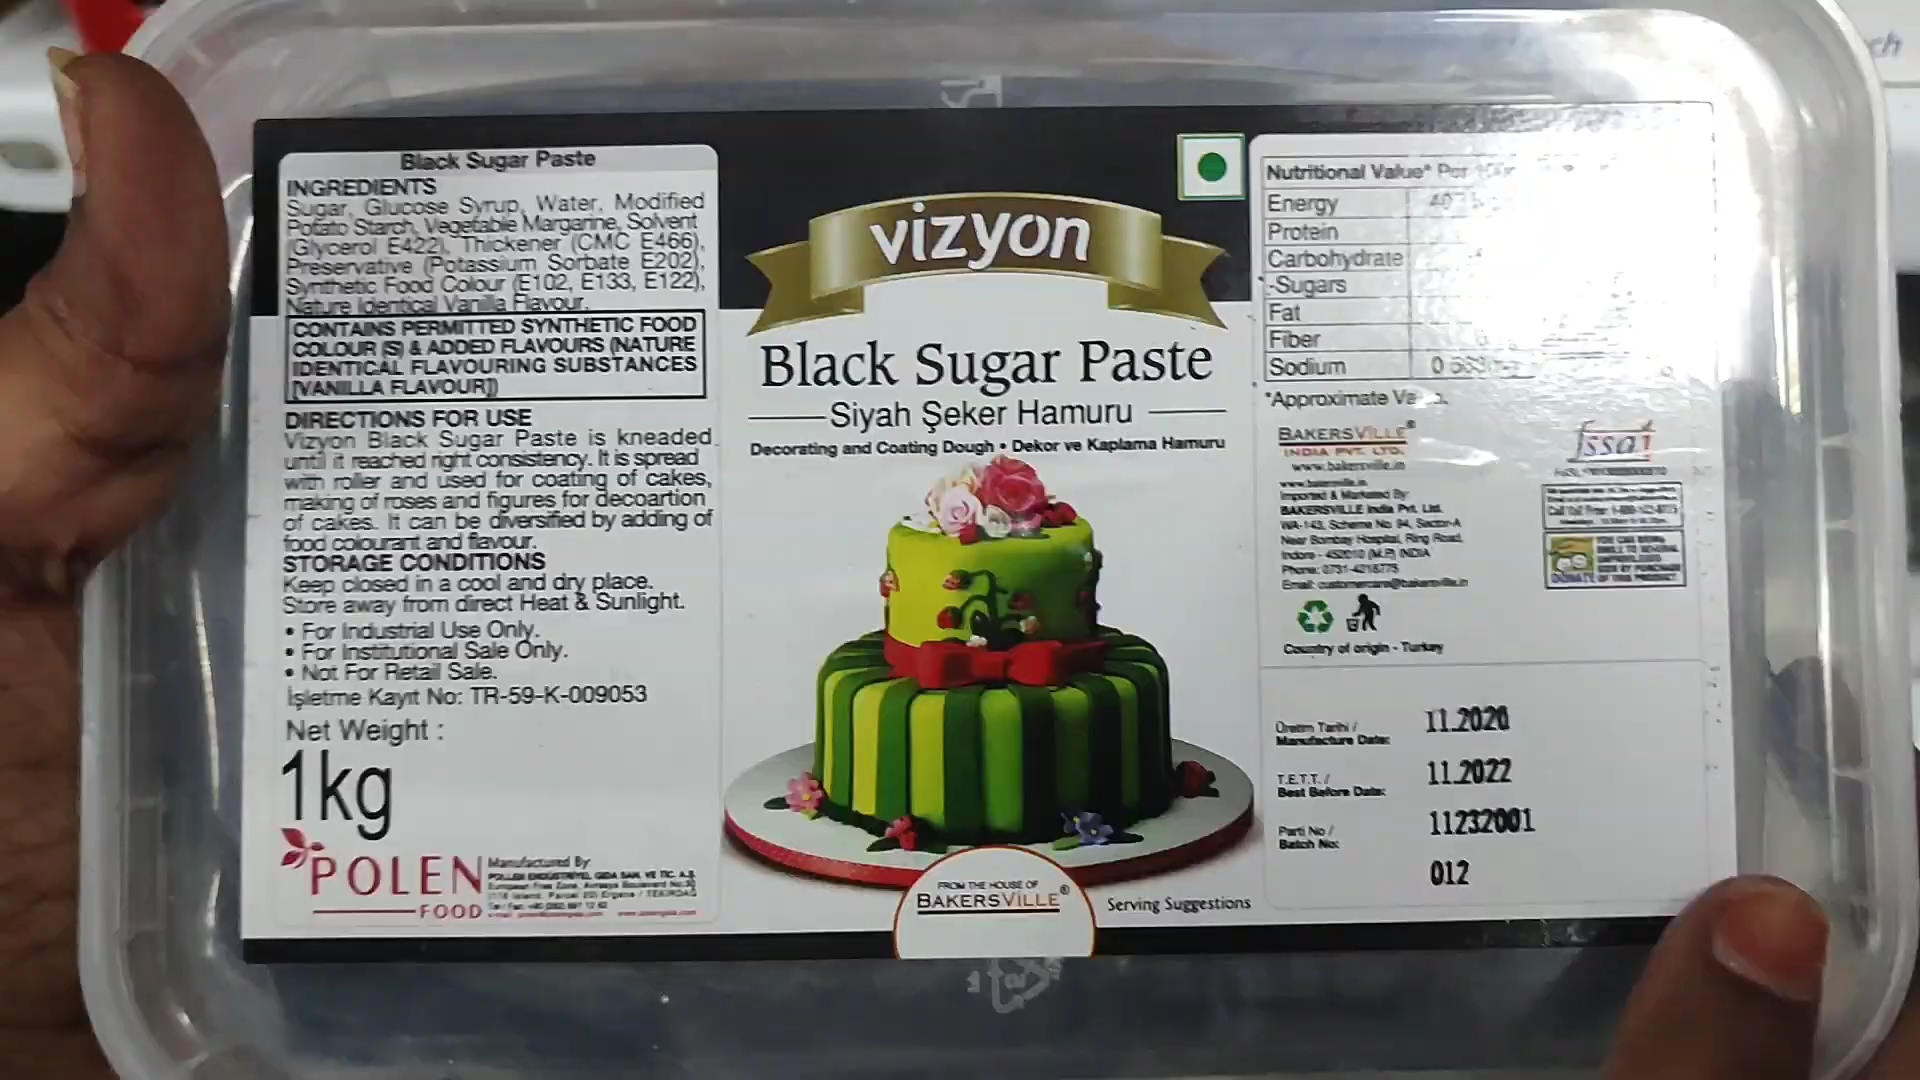 Black Sugar Paste
INGREDIENTS
Sugar, Glucose Syrup, Water, Modified
Potato Starch, Vegetable Margarine, Solvent
(Glycerol E422), Thickener (CMC E466),
Preservative (Potassium Sorbate E202),
Synthetic Food Colour (E102, E133, E122),
Nature Identical Vanilla Flavour.
CONTAINS PERMITTED SYNTHETIC FOOD
COLOUR (S) & ADDED FLAVOURS (NATURE
IDENTICAL FLAVOURING SUBSTANCES
[VANILLA FLAVOUR])
DIRECTIONS FOR USE
Vizyon Black Sugar Paste is kneaded
until it reached right consistency. It is spread
with roller and used for coating of cakes,
making of roses and figures for decoartion
of cakes. It can be diversified by adding of
food colourant and flavour.
STORAGE CONDITIONS
Keep closed in a cool and dry place.
Store away from direct Heat & Sunlight.
• For Industrial Use Only.
• For Institutional Sale Only.
• Not For Retail Sale.
İşletme Kayıt No: TR-59-K-009053
Net Weight :
1kg
POLEN
FOOD
Manufactured By
vizyon
Black Sugar Paste
Siyah Şeker Hamuru
Decorating and Coating Dough • Dekor ve Kaplama Hamuru
FROM THE HOUSE OF
BAKERSVILLE®
Serving Suggestions
Nutritional Value* Per
Energy
Protein
Carbohydrate
-Sugars
Fat
Fiber
Sodium
*Approximate
BAKERSVILLE®
INDIA PVT. LTD.
www.bakersville.in
fssai
www.bakersville.in
Imported & Marketed By
BAKERSVILLE India Pvt. Ltd.
WA-143, Scheme No. 94, Sector-A
Near Bombay Hospital, Ring Road,
Indore - 452010 (M.P.) INDIA
Phone: 0731-4218775
Email: customercare@bakersville.in
DONATE
Country of origin - Turkey
Üretim Tarihi /
Manufacture Date:
11.2020
T.E.T.T. /
Best Before Date:
11.2022
Parti No /
Batch No:
11232001
012